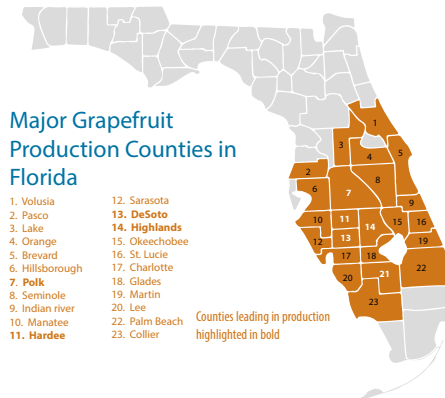 Major Grapefruit
Production Counties in
Florida
1. Volusia
2. Pasco
3. Lake
4. Orange
5. Brevard
6. Hillsborough
7. Polk
8. Seminole
9. Indian river
10. Manatee
11. Hardee
12. Sarasota
13. DeSoto
14. Highlands
15. Okeechobee
16. St. Lucie
17. Charlotte
18. Glades
19. Martin
20. Lee
22. Palm Beach
23. Collier
Counties leading in production
highlighted in bold
1
3
4
5
2
6
7
8
9
10
11
14
15
16
12
13
19
17
18
20
21
22
23